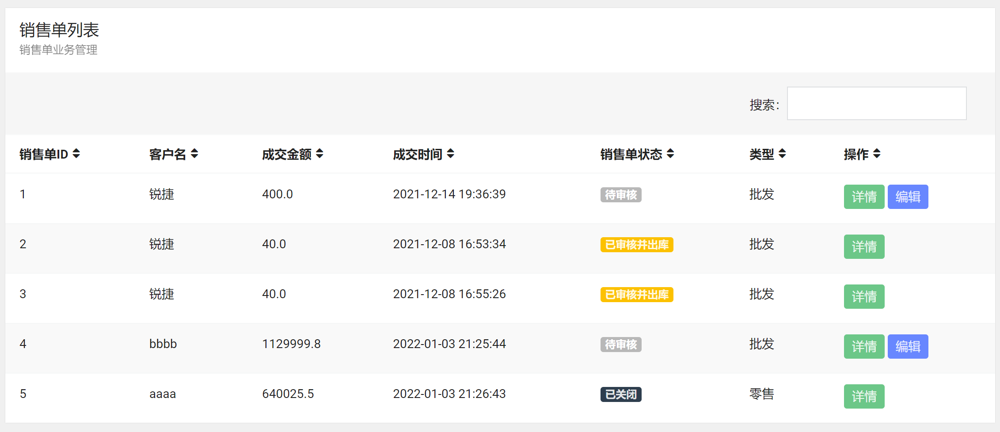 销售单列表
销售单业务管理
搜索：
销售单ID 客户名 成交金额 成交时间 销售单状态 类型 操作
1 锐捷 400.0 2021-12-14 19:36:39 待审核 批发 详情 编辑
2 锐捷 40.0 2021-12-08 16:53:34 已审核并出库 批发 详情
3 锐捷 40.0 2021-12-08 16:55:26 已审核并出库 批发 详情
4 bbbb 1129999.8 2022-01-03 21:25:44 待审核 批发 详情 编辑
5 aaaa 640025.5 2022-01-03 21:26:43 已关闭 零售 详情